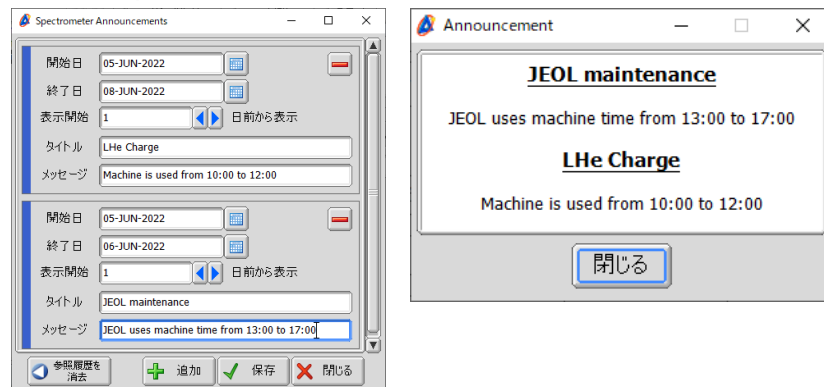 Spectrometer Announcements
開始日 05-JUN-2022
終了日 08-JUN-2022
表示開始 1 日前から表示
タイトル LHe Charge
メッセージ Machine is used from 10:00 to 12:00
開始日 05-JUN-2022
終了日 06-JUN-2022
表示開始 1 日前から表示
タイトル JEOL maintenance
メッセージ JEOL uses machine time from 13:00 to 17:00
参照履歴を
消去
追加
保存
閉じる
Announcement
JEOL maintenance
JEOL uses machine time from 13:00 to 17:00
LHe Charge
Machine is used from 10:00 to 12:00
閉じる